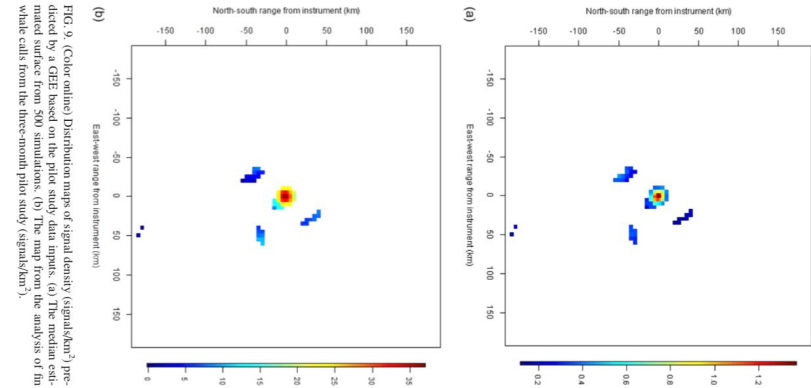 (a)
North-south range from instrument (km)
-150 -100 -50 0 50 100 150
East-west range from instrument (km)
-150 -100 -50 0 50 100 150
0.2 0.4 0.6 0.8 1.0 1.2
(b)
North-south range from instrument (km)
-150 -100 -50 0 50 100 150
East-west range from instrument (km)
-150 -100 -50 0 50 100 150
0 5 10 15 20 25 30 35
FIG. 9. (Color online) Distribution maps of signal density (signals/km²) pre-
dicted by a GEE based on the pilot study data inputs. (a) The median esti-
mated surface from 500 simulations. (b) The map from the analysis of fin
whale calls from the three-month pilot study (signals/km²).